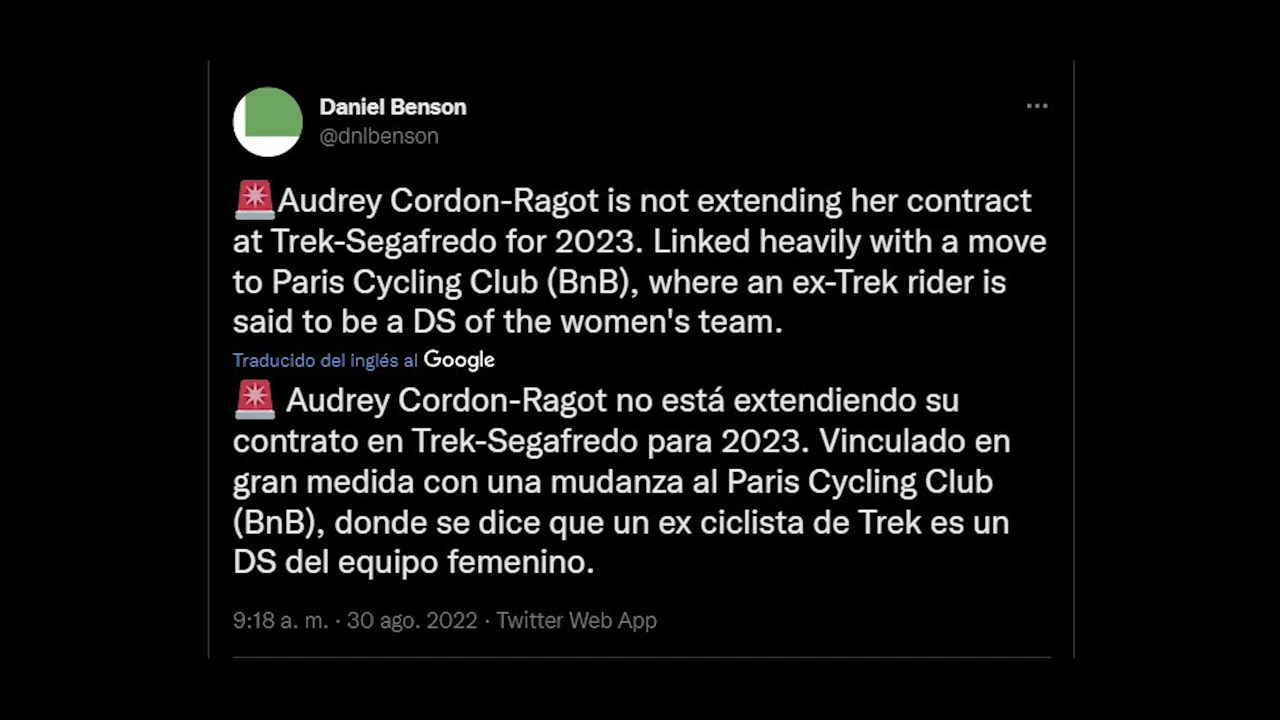 Daniel Benson
@dnlbenson
🚨Audrey Cordon-Ragot is not extending her contract
at Trek-Segafredo for 2023. Linked heavily with a move
to Paris Cycling Club (BnB), where an ex-Trek rider is
said to be a DS of the women's team.
Traducido del inglés al Google
🚨 Audrey Cordon-Ragot no está extendiendo su
contrato en Trek-Segafredo para 2023. Vinculado en
gran medida con una mudanza al Paris Cycling Club
(BnB), donde se dice que un ex ciclista de Trek es un
DS del equipo femenino.
9:18 a. m. · 30 ago. 2022 · Twitter Web App